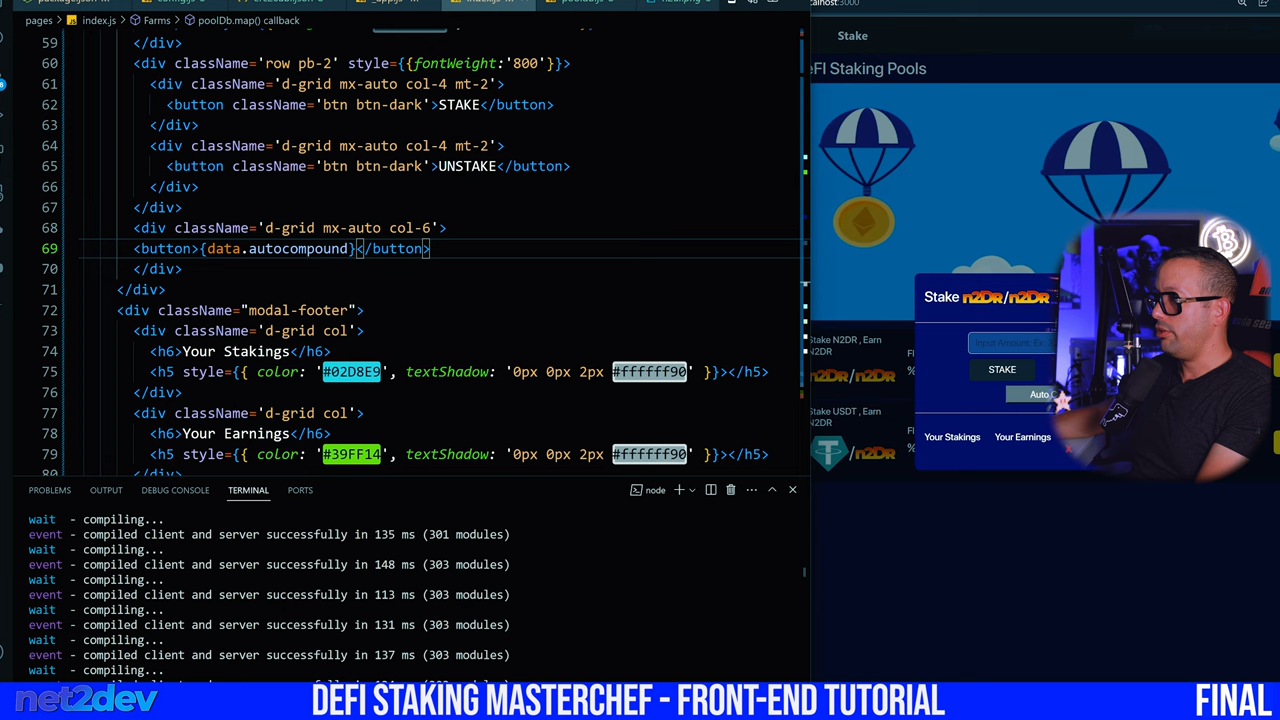 index.js
pages > index.js > Farms > poolDb.map() callback
59 </div>
60 <div className='row pb-2' style={{fontWeight:'800'}}>
61 <div className='d-grid mx-auto col-4 mt-2'>
62 <button className='btn btn-dark'>STAKE</button>
63 </div>
64 <div className='d-grid mx-auto col-4 mt-2'>
65 <button className='btn btn-dark'>UNSTAKE</button>
66 </div>
67 </div>
68 <div className='d-grid mx-auto col-6'>
69 <button>{data.autocompound}</button>
70 </div>
71 </div>
72 <div className="modal-footer">
73 <div className='d-grid col'>
74 <h6>Your Stakings</h6>
75 <h5 style={{ color: '#02D8E9', textShadow: '0px 0px 2px #ffffff90' }}></h5>
76 </div>
77 <div className='d-grid col'>
78 <h6>Your Earnings</h6>
79 <h5 style={{ color: '#39FF14', textShadow: '0px 0px 2px #ffffff90' }}></h5>
80 </div>
PROBLEMS OUTPUT DEBUG CONSOLE TERMINAL PORTS
node
wait - compiling...
event - compiled client and server successfully in 135 ms (301 modules)
wait - compiling...
event - compiled client and server successfully in 148 ms (303 modules)
wait - compiling...
event - compiled client and server successfully in 113 ms (303 modules)
wait - compiling...
event - compiled client and server successfully in 131 ms (303 modules)
wait - compiling...
event - compiled client and server successfully in 137 ms (303 modules)
wait - compiling...
calhost:3000
Stake
eFI Staking Pools
Stake n2DR/n2DR
Input Amount: Ex.
STAKE
Auto C
Your Stakings Your Earnings
Stake N2DR , Earn
N2DR
n2DR/n2DR
Stake USDT , Earn
N2DR
/n2DR
net2dev
DEFI STAKING MASTERCHEF - FRONT-END TUTORIAL
FINAL